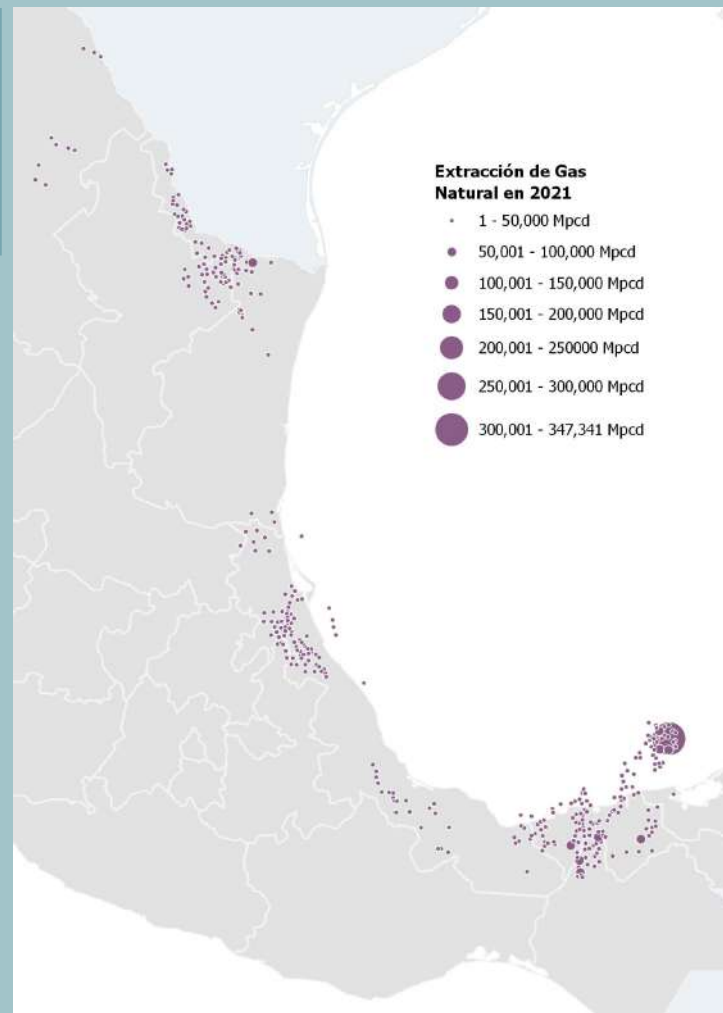 Extracción de Gas
Natural en 2021
1 - 50,000 Mpcd
50,001 - 100,000 Mpcd
100,001 - 150,000 Mpcd
150,001 - 200,000 Mpcd
200,001 - 250000 Mpcd
250,001 - 300,000 Mpcd
300,001 - 347,341 Mpcd